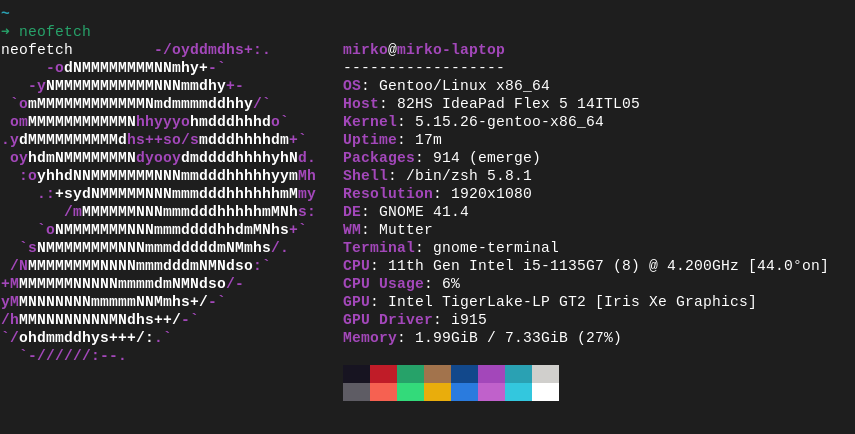 ~
➜ neofetch
neofetch         -/oyddmdhs+:.        mirko@mirko-laptop
     -odNMMMMMMMMNNmhy+-`             ------------------
   -yNMMMMMMMMMMMNNNmmdhy+-           OS: Gentoo/Linux x86_64
 `omMMMMMMMMMMMMNmdmmmmddhhy/`        Host: 82HS IdeaPad Flex 5 14ITL05
 omMMMMMMMMMMMNhhyyyohmdddhhhdo`      Kernel: 5.15.26-gentoo-x86_64
.ydMMMMMMMMMMdhs++so/smdddhhhhdm+`    Uptime: 17m
 oyhdmNMMMMMMMNdyooydmddddhhhhyhNd.   Packages: 914 (emerge)
  :oyhhdNNMMMMMMMNNNmmdddhhhhhyymMh   Shell: /bin/zsh 5.8.1
    .:+sydNMMMMMNNNmmmdddhhhhhhmMmy   Resolution: 1920x1080
       /mMMMMMMNNNmmmdddhhhhhmMNhs:   DE: GNOME 41.4
    `oNMMMMMMMNNNmmmddddhhdmMNhs+`    WM: Mutter
  `sNMMMMMMMMNNNmmmdddddmNMmhs/.      Terminal: gnome-terminal
 /NMMMMMMMMNNNNmmmdddmNMNdso:`        CPU: 11th Gen Intel i5-1135G7 (8) @ 4.200GHz [44.0°on]
+MMMMMMMNNNNNmmmmdmNMNdso/-           CPU Usage: 6%
yMMNNNNNNNmmmmmNNMmhs+/-`             GPU: Intel TigerLake-LP GT2 [Iris Xe Graphics]
/hMMNNNNNNNNMNdhs++/-`                GPU Driver: i915
`/ohdmmddhys+++/:.`                   Memory: 1.99GiB / 7.33GiB (27%)
  `-//////:--.